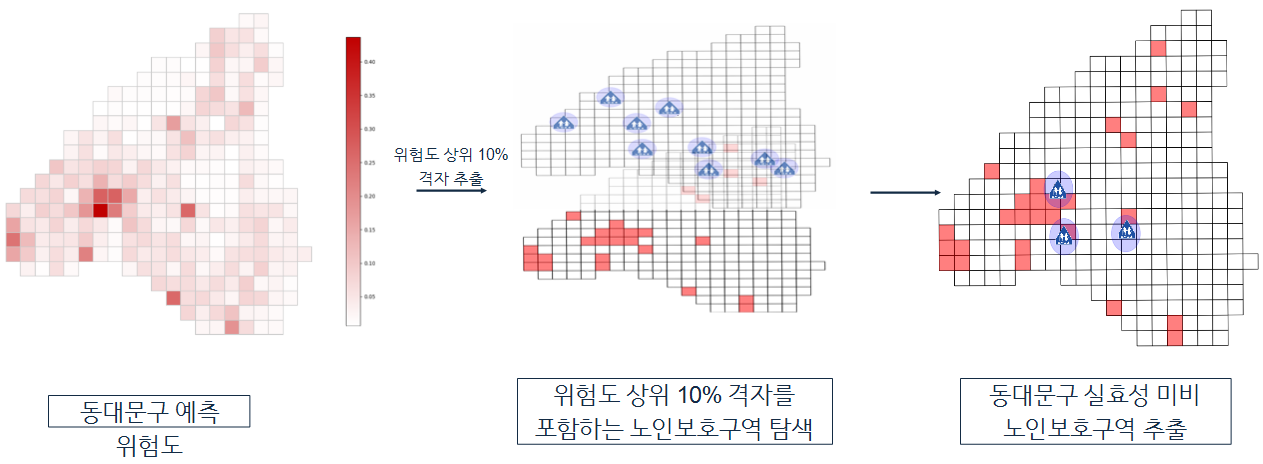 0.40
0.35
0.30
0.25
0.20
0.15
0.10
0.05
위험도 상위 10%
격자 추출
동대문구 예측
위험도
위험도 상위 10% 격자를
포함하는 노인보호구역 탐색
동대문구 실효성 미비
노인보호구역 추출